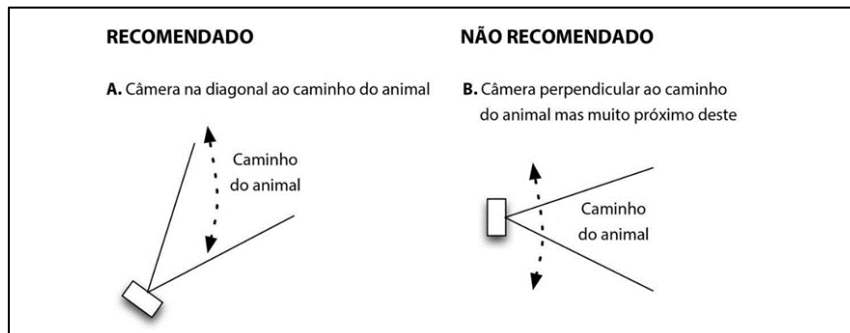 RECOMENDADO
A. Câmera na diagonal ao caminho do animal
Caminho
do animal
NÃO RECOMENDADO
B. Câmera perpendicular ao caminho
do animal mas muito próximo deste
Caminho
do animal